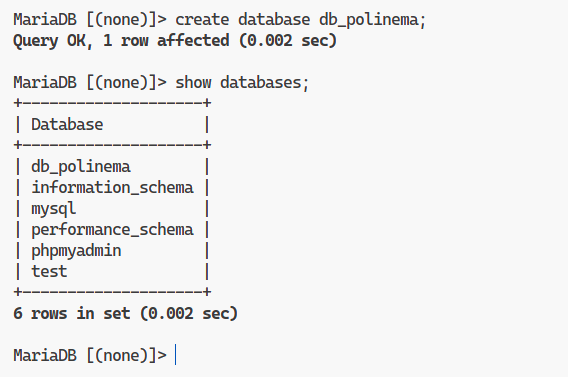 MariaDB [(none)]> create database db_polinema;
Query OK, 1 row affected (0.002 sec)
MariaDB [(none)]> show databases;
+--------------------+
| Database           |
+--------------------+
| db_polinema        |
| information_schema |
| mysql              |
| performance_schema |
| phpmyadmin         |
| test               |
+--------------------+
6 rows in set (0.002 sec)
MariaDB [(none)]>